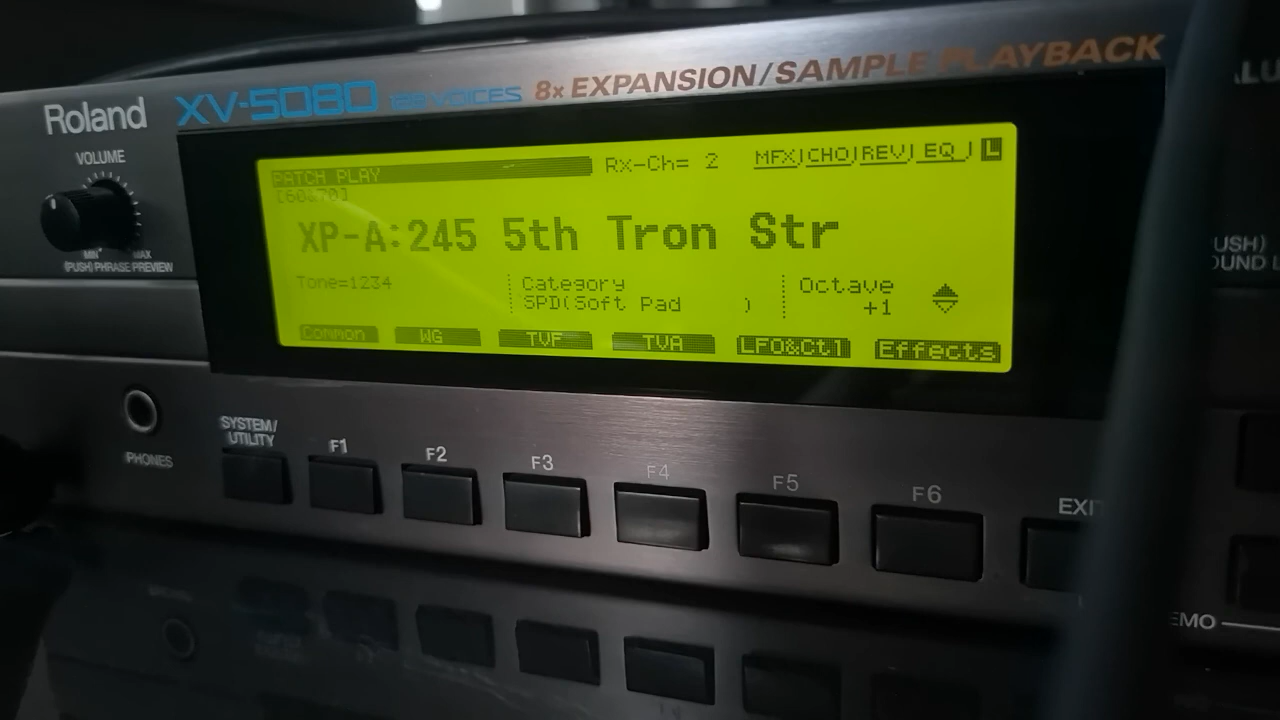 Roland XV-5080 128 VOICES 8x EXPANSION/SAMPLE PLAYBACK
VOLUME
MIN MAX
(PUSH) PHRASE PREVIEW
PATCH PLAY Rx-Ch= 2 MFX CHO REV EQ L
XP-A:245 5th Tron Str
Tone=1234 Category Octave
SPD(Soft Pad ) +1
Common WG TVF TVA LFO&Ctl Effects
PHONES
SYSTEM/
UTILITY
F1 F2 F3 F4 F5 F6 EXIT